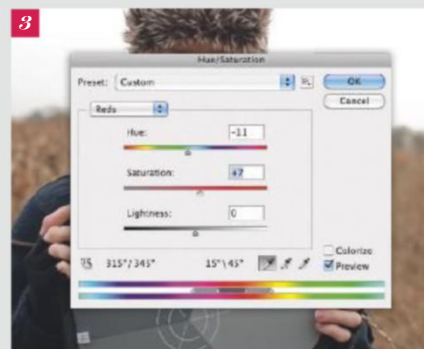 3
Hue/Saturation
Preset: Custom
OK
Cancel
Reds
Hue: -11
Saturation: +7
Lightness: 0
Colorize
315°/345° 15°\45° Preview